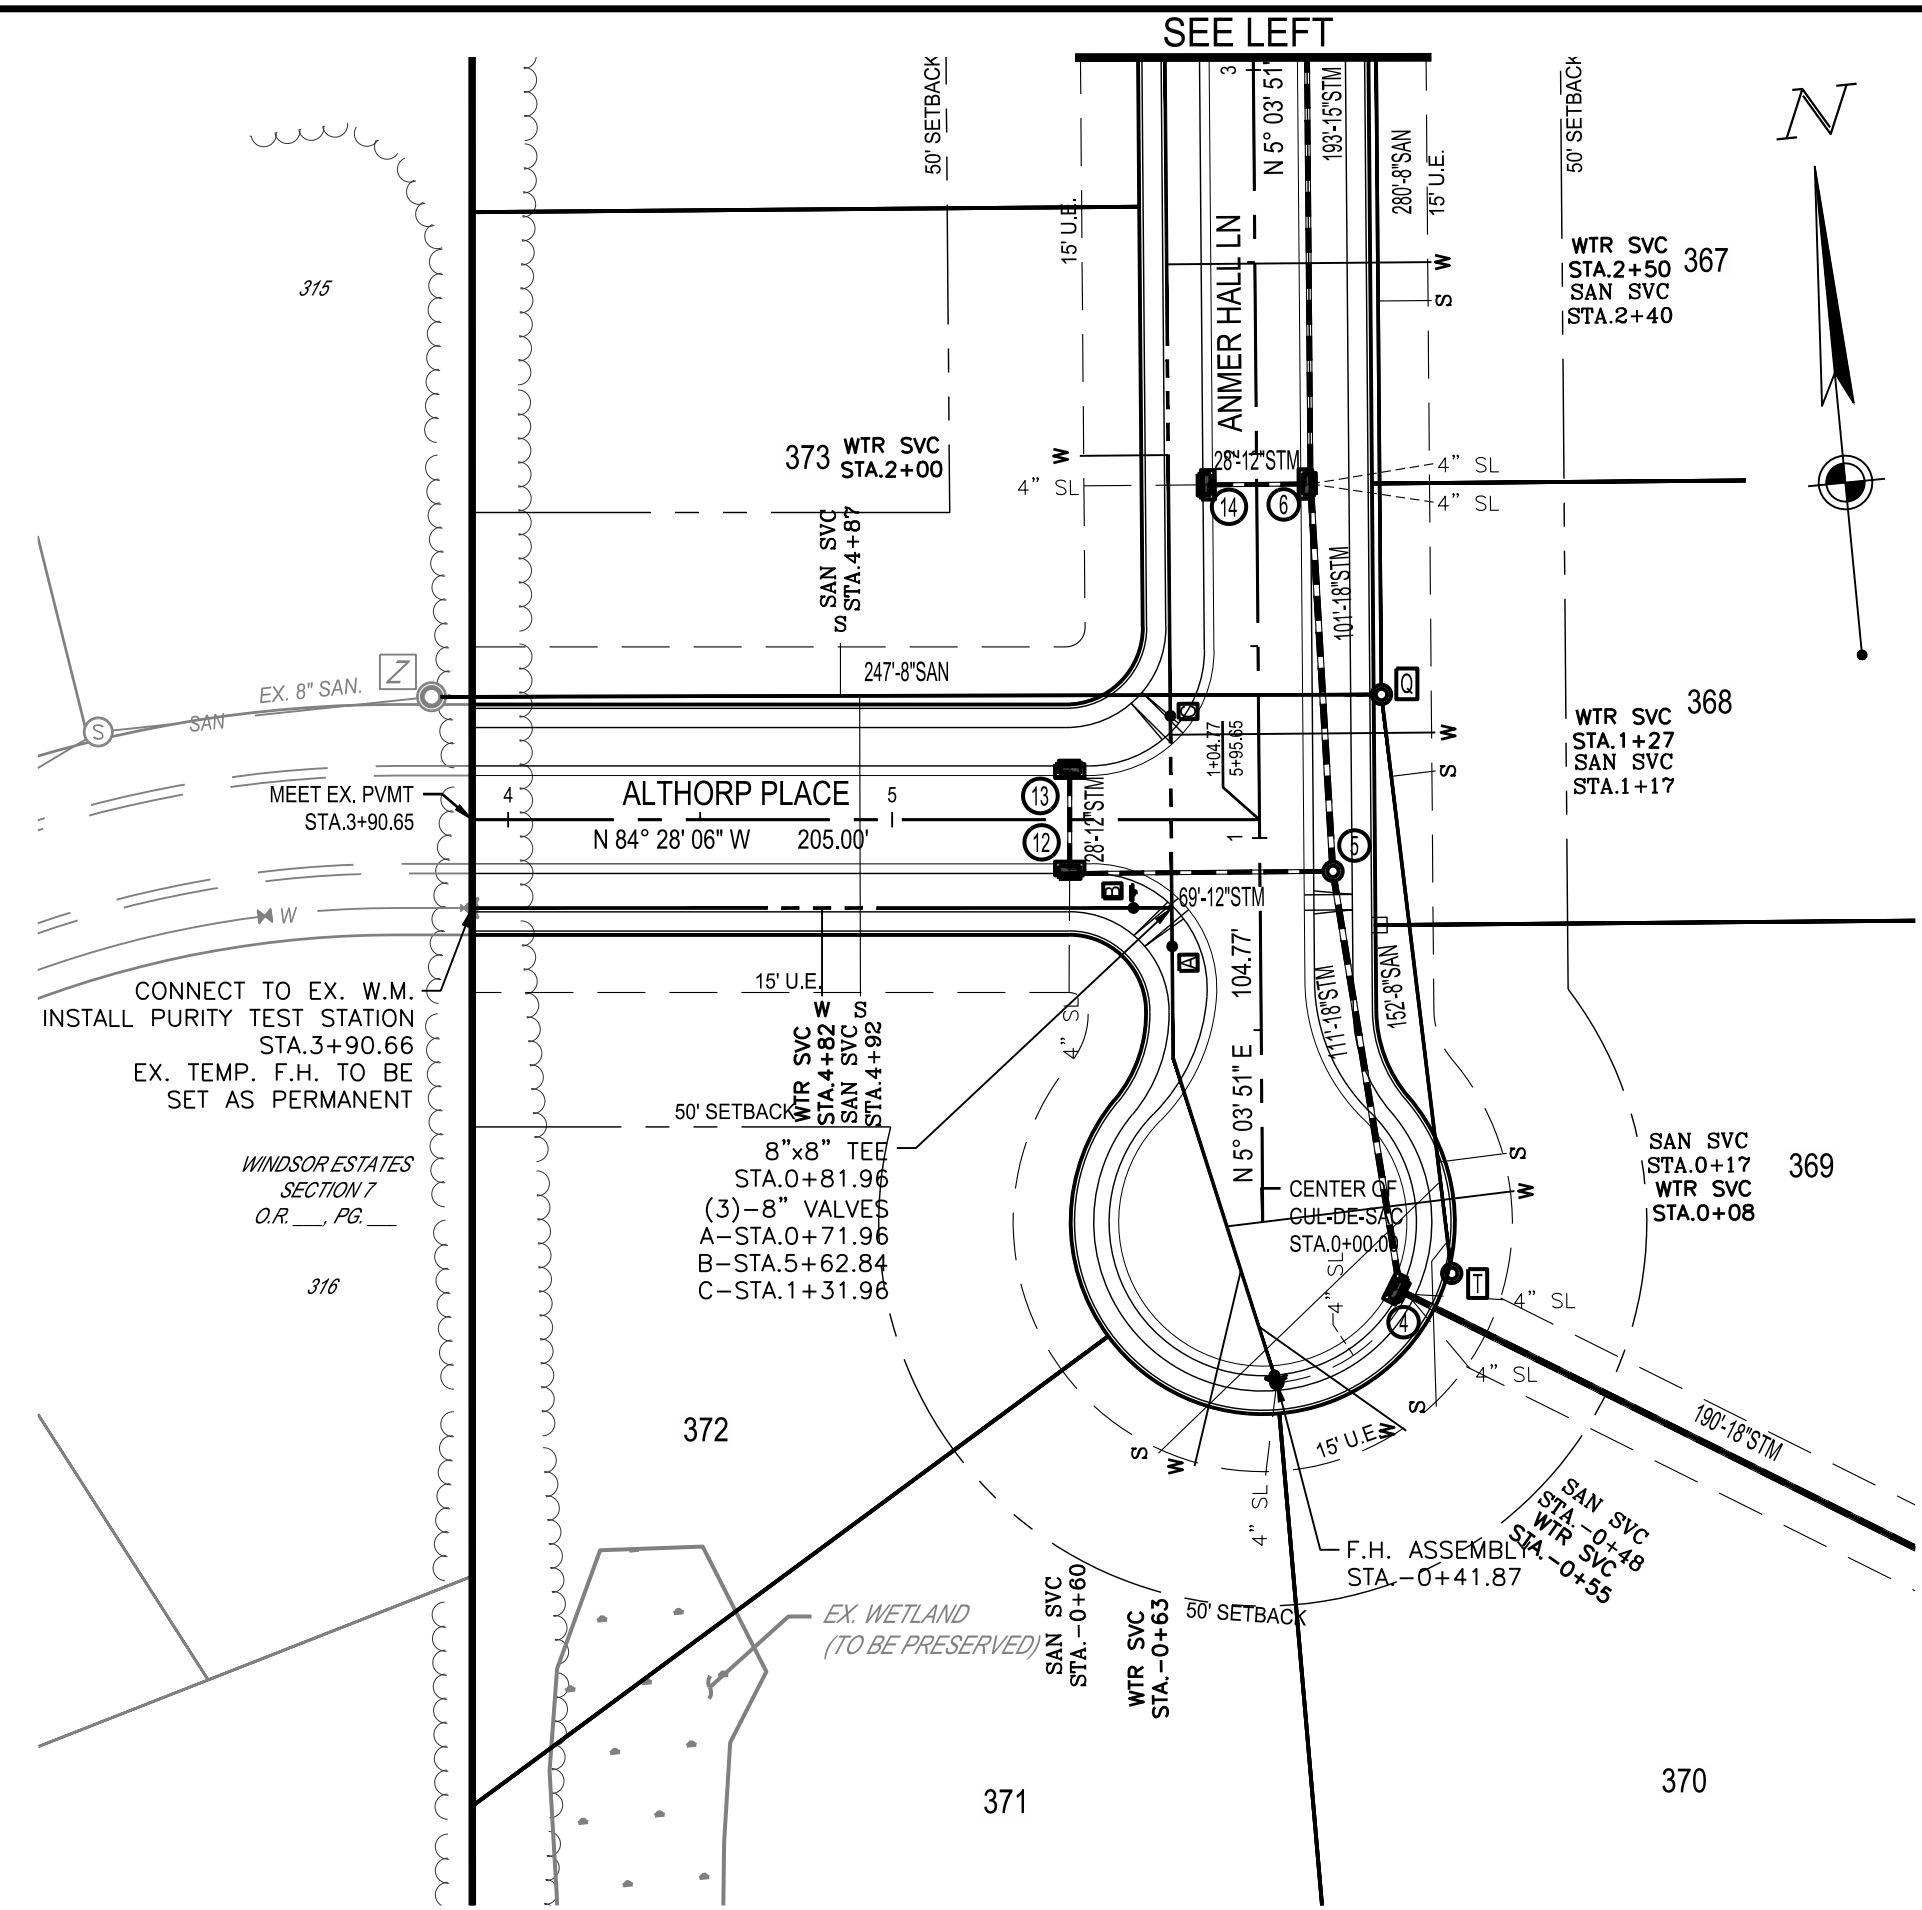 SEE LEFT
50' SETBACK
3
N 5° 03' 51"
193'-15"STM
280'-8"SAN
15' U.E.
50' SETBACK
N
15' U.E.
ANMER HALL LN
W
S
WTR SVC
STA.2+50
SAN SVC
STA.2+40
367
315
373
WTR SVC
STA.2+00
W
4" SL
28'-12"STM
14
6
4" SL
4" SL
SAN SVC
STA.4+87
S
101'-18"STM
247'-8"SAN
EX. 8" SAN.
Z
SAN
S
Q
368
WTR SVC
STA.1+27
SAN SVC
STA.1+17
W
S
1+04.77
5+95.65
MEET EX. PVMT
STA.3+90.65
4
ALTHORP PLACE
5
N 84° 28' 06" W
205.00'
13
12
28'-12"STM
1
5
B
69'-12"STM
W
A
104.77'
N 5° 03' 51" E
111'-18"STM
152'-8"SAN
CONNECT TO EX. W.M.
INSTALL PURITY TEST STATION
STA.3+90.66
EX. TEMP. F.H. TO BE
SET AS PERMANENT
15' U.E.
W
S
WTR SVC
STA.4+82
SAN SVC
STA.4+92
4" SL
50' SETBACK
8"x8" TEE
STA.0+81.96
(3)-8" VALVES
A-STA.0+71.96
B-STA.5+62.84
C-STA.1+31.96
WINDSOR ESTATES
SECTION 7
O.R. ___, PG. ___
316
S
W
SAN SVC
STA.0+17
WTR SVC
STA.0+08
369
CENTER OF
CUL-DE-SAC
STA.0+00.00
4" SL
T
4
4" SL
4" SL
372
S
W
15' U.E.
W
S
4" SL
190'-18"STM
SAN SVC
STA.-0+48
WTR SVC
STA.-0+55
F.H. ASSEMBLY
STA.-0+41.87
50' SETBACK
SAN SVC
STA.-0+60
WTR SVC
STA.-0+63
EX. WETLAND
(TO BE PRESERVED)
371
370